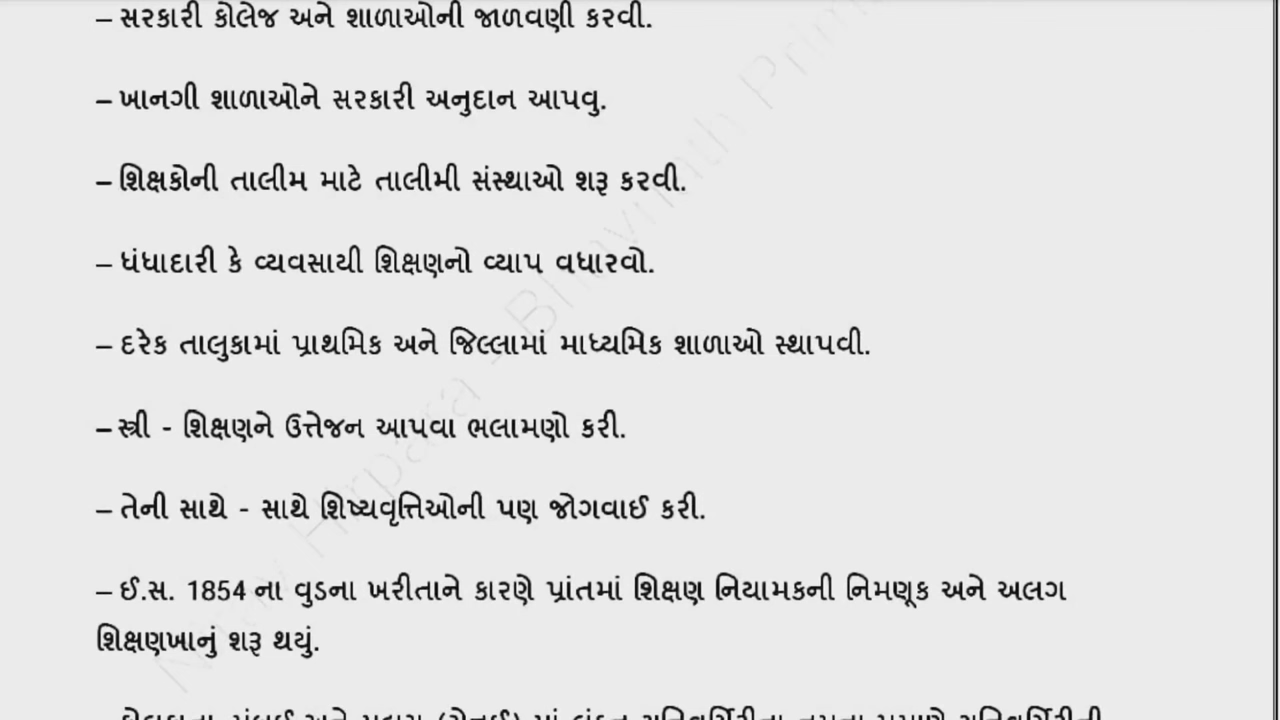 – સરકારી કોલેજ અને શાળાઓની જાળવણી કરવી.
– ખાનગી શાળાઓને સરકારી અનુદાન આપવુ.
– શિક્ષકોની તાલીમ માટે તાલીમી સંસ્થાઓ શરૂ કરવી.
– ધંધાદારી કે વ્યવસાયી શિક્ષણનો વ્યાપ વધારવો.
– દરેક તાલુકામાં પ્રાથમિક અને જિલ્લામાં માધ્યમિક શાળાઓ સ્થાપવી.
– સ્ત્રી - શિક્ષણને ઉત્તેજન આપવા ભલામણો કરી.
– તેની સાથે - સાથે શિષ્યવૃત્તિઓની પણ જોગવાઈ કરી.
– ઈ.સ. 1854 ના વુડના ખરીતાને કારણે પ્રાંતમાં શિક્ષણ નિયામકની નિમણૂક અને અલગ
શિક્ષણખાનું શરૂ થયું.